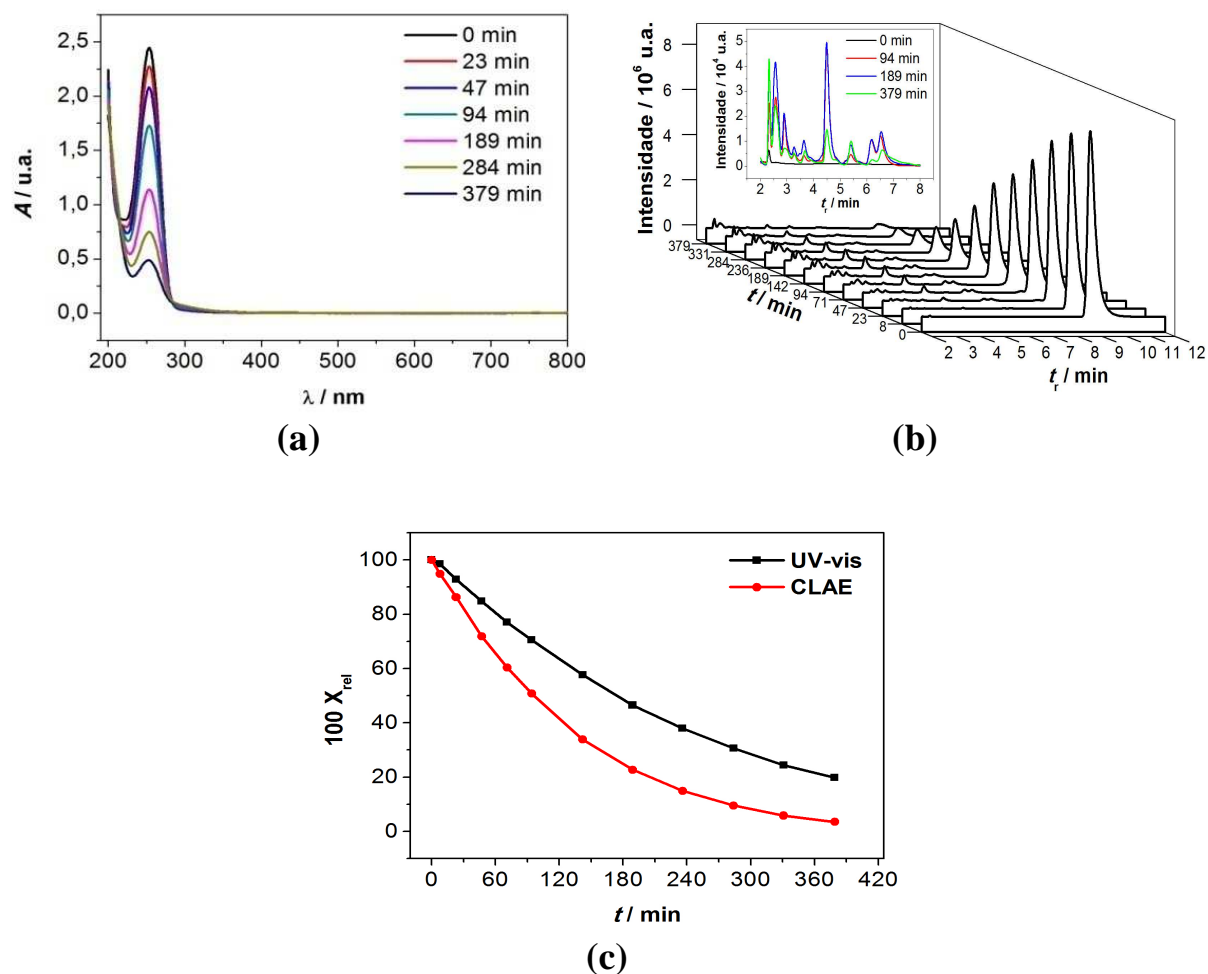 2,5
2,0
1,5
1,0
0,5
0,0
A / u.a.
0 min
23 min
47 min
94 min
189 min
284 min
379 min
200 300 400 500 600 700 800
λ / nm
(a)
8
6
4
2
0
Intensidade / 10⁶ u.a.
5
4
3
2
1
0
Intensidade / 10⁴ u.a.
0 min
94 min
189 min
379 min
2 3 4 5 6 7 8
tᵣ / min
379
331
284
236
189
142
94
71
47
23
8
0
t / min
2 3 4 5 6 7 8 9 10 11 12
tᵣ / min
(b)
100
80
60
40
20
0
100 Xrel
UV-vis
CLAE
0 60 120 180 240 300 360 420
t / min
(c)